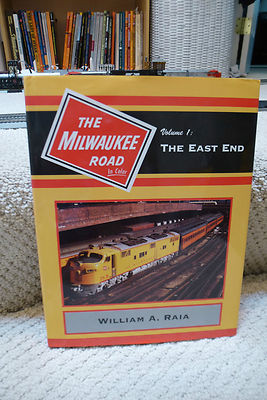 THE
MILWAUKEE
ROAD
In Color
Volume 1:
THE EAST END
WILLIAM A. RAIA